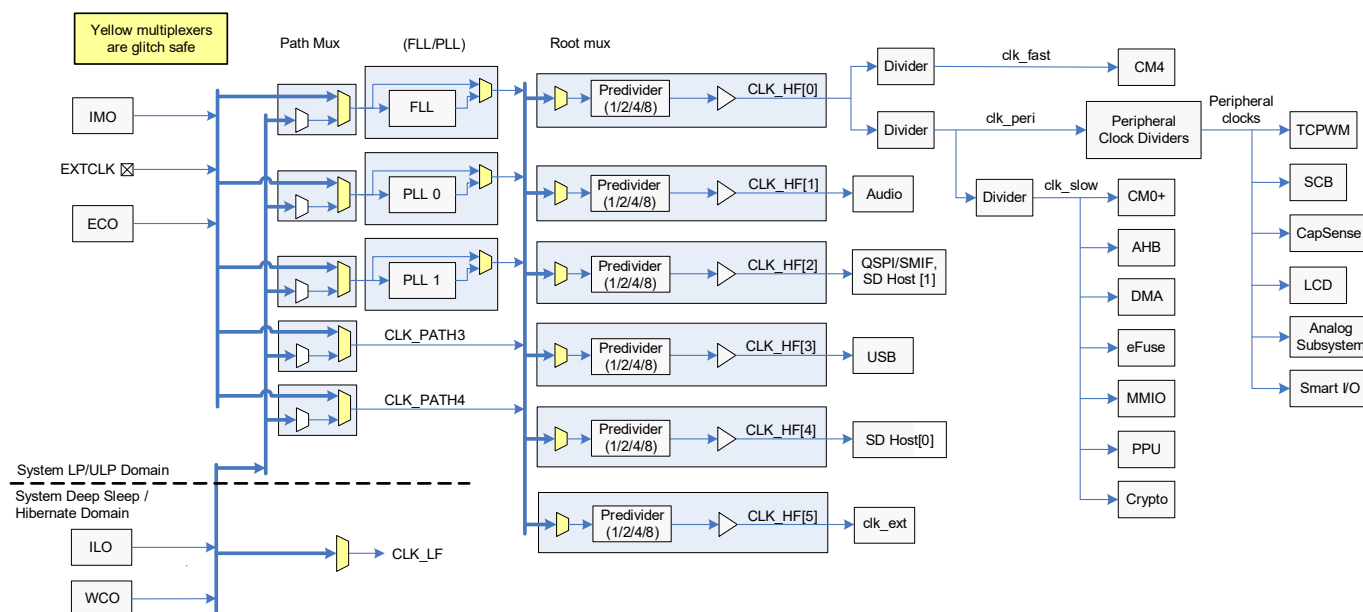 Yellow multiplexers
are glitch safe
Path Mux
(FLL/PLL)
Root mux
IMO
EXTCLK
ECO
FLL
PLL 0
PLL 1
CLK_PATH3
CLK_PATH4
Predivider
(1/2/4/8)
CLK_HF[0]
Predivider
(1/2/4/8)
CLK_HF[1]
Audio
Predivider
(1/2/4/8)
CLK_HF[2]
QSPI/SMIF,
SD Host [1]
Predivider
(1/2/4/8)
CLK_HF[3]
USB
Predivider
(1/2/4/8)
CLK_HF[4]
SD Host[0]
Predivider
(1/2/4/8)
CLK_HF[5]
clk_ext
Divider
clk_fast
CM4
Divider
clk_peri
Peripheral
Clock Dividers
Peripheral
clocks
Divider
clk_slow
CM0+
AHB
DMA
eFuse
MMIO
PPU
Crypto
TCPWM
SCB
CapSense
LCD
Analog
Subsystem
Smart I/O
System LP/ULP Domain
System Deep Sleep /
Hibernate Domain
ILO
WCO
CLK_LF